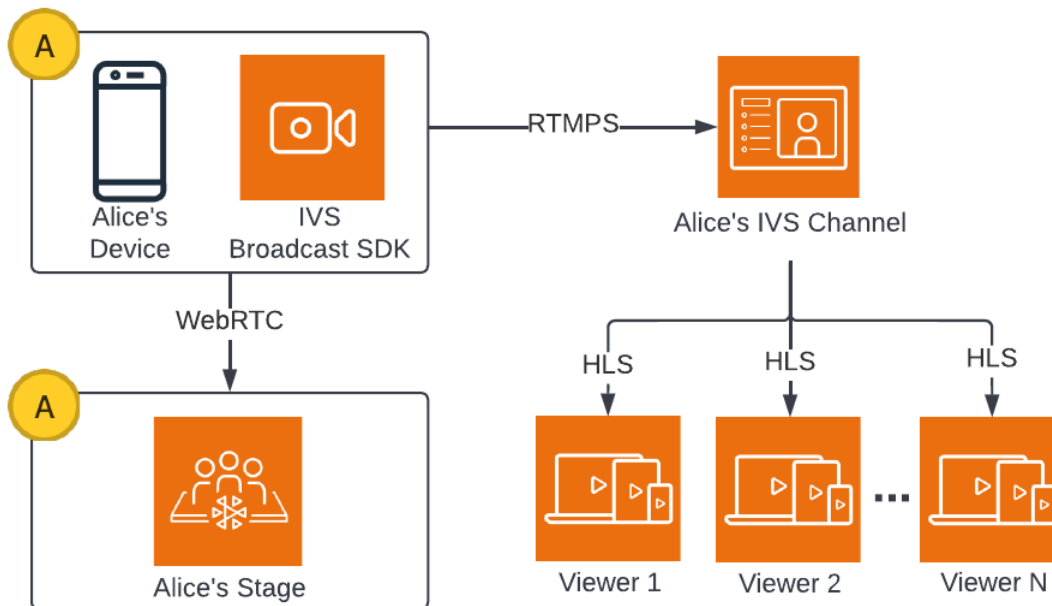 A
Alice's
Device
IVS
Broadcast SDK
RTMPS
Alice's IVS Channel
WebRTC
HLS
HLS
HLS
A
Alice's Stage
Viewer 1
Viewer 2
Viewer N